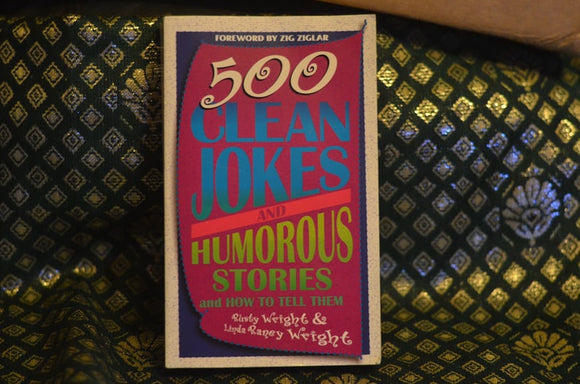 FOREWORD BY ZIG ZIGLAR
500
CLEAN
JOKES
AND
HUMOROUS
STORIES
and HOW TO TELL THEM
Rusty Wright &
Linda Raney Wright